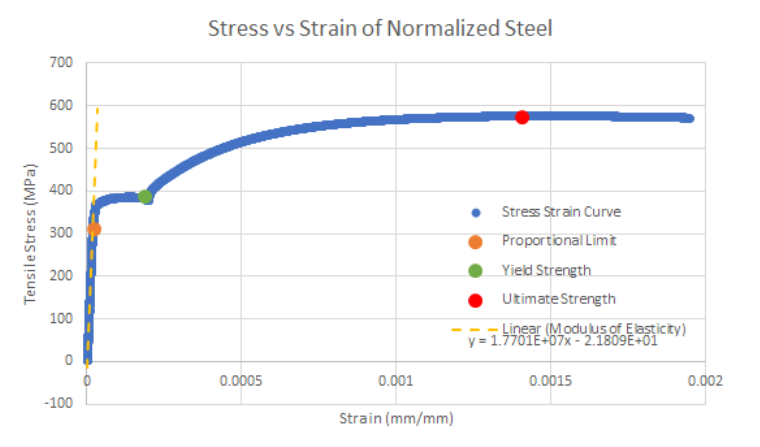 Stress vs Strain of Normalized Steel
700
600
500
400
300
200
100
0
-100
Tensile Stress (MPa)
0
0.0005
0.001
0.0015
0.002
Strain (mm/mm)
Stress Strain Curve
Proportional Limit
Yield Strength
Ultimate Strength
Linear (Modulus of Elasticity)
y = 1.7701E+07x - 2.1809E+01